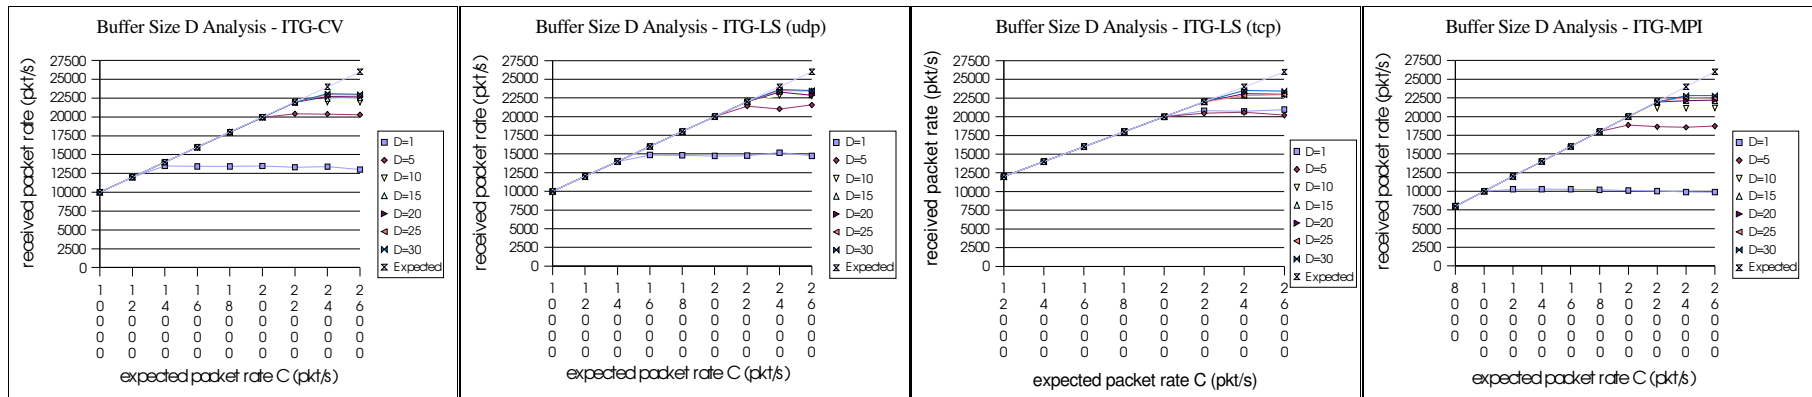 Buffer Size D Analysis - ITG-CV
received packet rate (pkt/s)
27500
25000
22500
20000
17500
15000
12500
10000
7500
5000
2500
0
10000
12000
14000
16000
18000
20000
22000
24000
26000
expected packet rate C (pkt/s)
D=1
D=5
D=10
D=15
D=20
D=25
D=30
Expected
Buffer Size D Analysis - ITG-LS (udp)
received packet rate (pkt/s)
27500
25000
22500
20000
17500
15000
12500
10000
7500
5000
2500
0
10000
12000
14000
16000
18000
20000
22000
24000
26000
expected packet rate C (pkt/s)
D=1
D=5
D=10
D=15
D=20
D=25
D=30
Expected
Buffer Size D Analysis - ITG-LS (tcp)
received packet rate (pkt/s)
27500
25000
22500
20000
17500
15000
12500
10000
7500
5000
2500
0
12000
14000
16000
18000
20000
22000
24000
26000
expected packet rate C (pkt/s)
D=1
D=5
D=10
D=15
D=20
D=25
D=30
Expected
Buffer Size D Analysis - ITG-MPI
received packet rate (pkt/s)
27500
25000
22500
20000
17500
15000
12500
10000
7500
5000
2500
0
8000
10000
12000
14000
16000
18000
20000
22000
24000
26000
expected packet rate C (pkt/s)
D=1
D=5
D=10
D=15
D=20
D=25
D=30
Expected